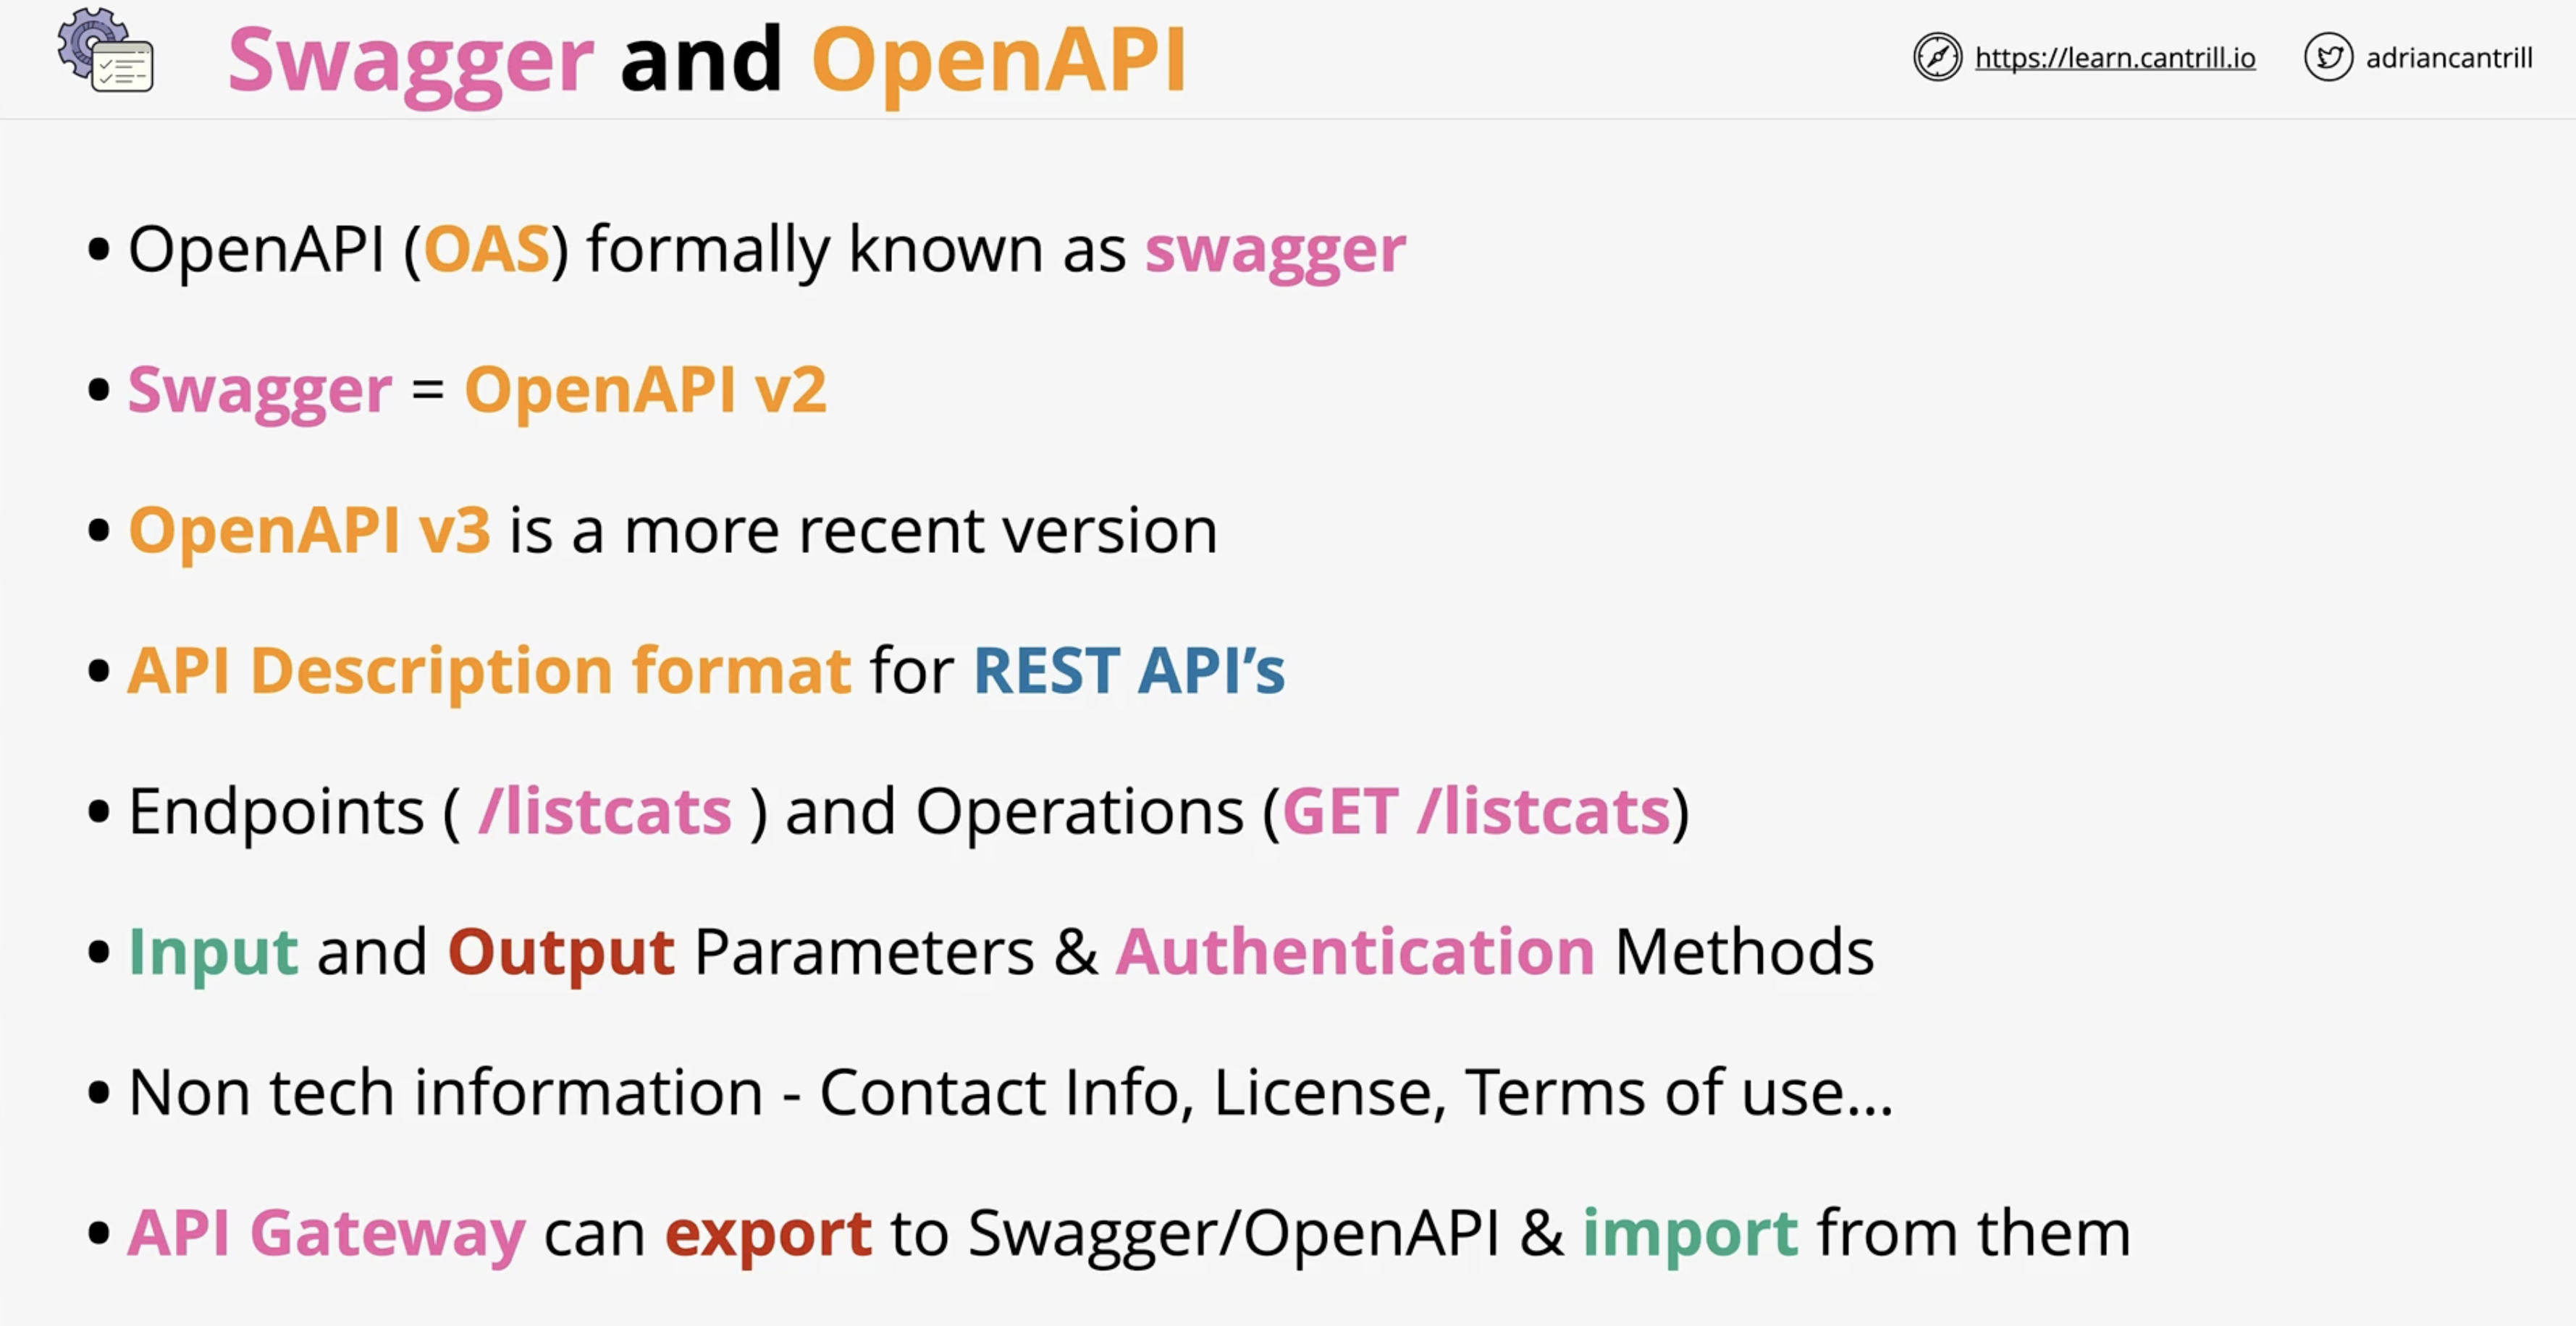 Swagger and OpenAPI
https://learn.cantrill.io
adriancantrill
• OpenAPI (OAS) formally known as swagger
• Swagger = OpenAPI v2
• OpenAPI v3 is a more recent version
• API Description format for REST API’s
• Endpoints ( /listcats ) and Operations (GET /listcats)
• Input and Output Parameters & Authentication Methods
• Non tech information - Contact Info, License, Terms of use...
• API Gateway can export to Swagger/OpenAPI & import from them